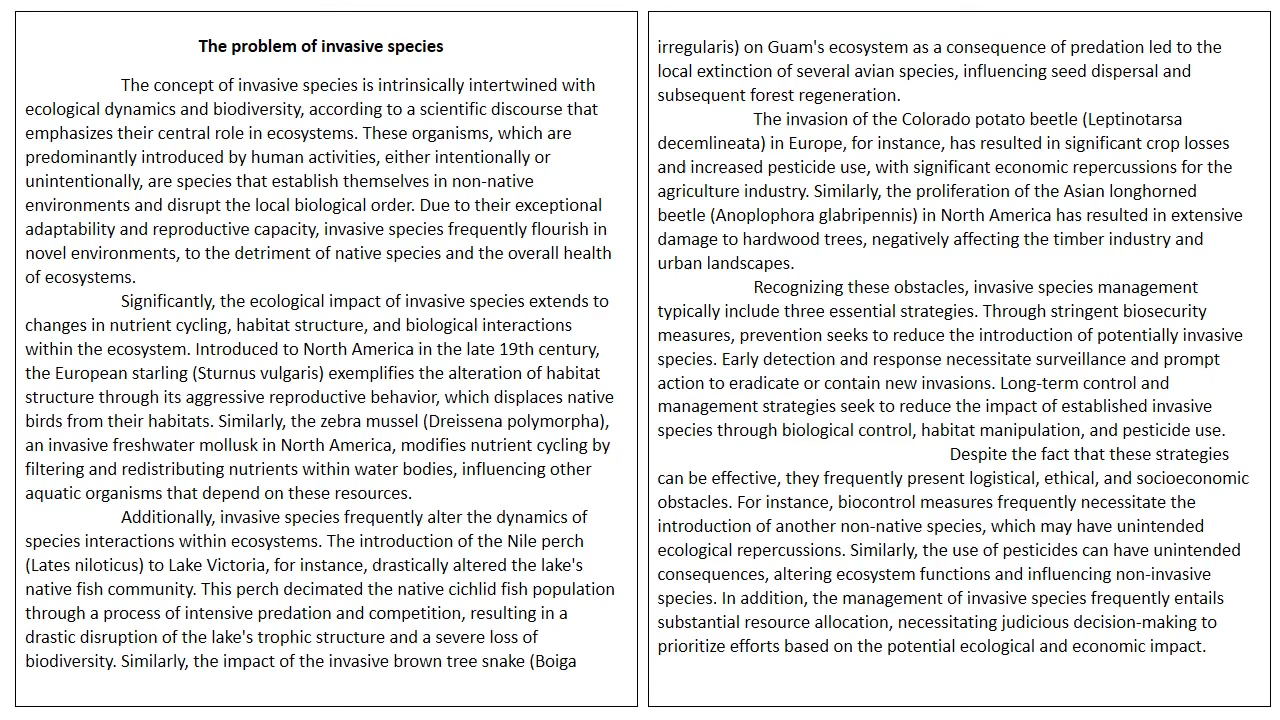 The problem of invasive species
The concept of invasive species is intrinsically intertwined with
ecological dynamics and biodiversity, according to a scientific discourse that
emphasizes their central role in ecosystems. These organisms, which are
predominantly introduced by human activities, either intentionally or
unintentionally, are species that establish themselves in non-native
environments and disrupt the local biological order. Due to their exceptional
adaptability and reproductive capacity, invasive species frequently flourish in
novel environments, to the detriment of native species and the overall health
of ecosystems.
Significantly, the ecological impact of invasive species extends to
changes in nutrient cycling, habitat structure, and biological interactions
within the ecosystem. Introduced to North America in the late 19th century,
the European starling (Sturnus vulgaris) exemplifies the alteration of habitat
structure through its aggressive reproductive behavior, which displaces native
birds from their habitats. Similarly, the zebra mussel (Dreissena polymorpha),
an invasive freshwater mollusk in North America, modifies nutrient cycling by
filtering and redistributing nutrients within water bodies, influencing other
aquatic organisms that depend on these resources.
Additionally, invasive species frequently alter the dynamics of
species interactions within ecosystems. The introduction of the Nile perch
(Lates niloticus) to Lake Victoria, for instance, drastically altered the lake's
native fish community. This perch decimated the native cichlid fish population
through a process of intensive predation and competition, resulting in a
drastic disruption of the lake's trophic structure and a severe loss of
biodiversity. Similarly, the impact of the invasive brown tree snake (Boiga
irregularis) on Guam's ecosystem as a consequence of predation led to the
local extinction of several avian species, influencing seed dispersal and
subsequent forest regeneration.
The invasion of the Colorado potato beetle (Leptinotarsa
decemlineata) in Europe, for instance, has resulted in significant crop losses
and increased pesticide use, with significant economic repercussions for the
agriculture industry. Similarly, the proliferation of the Asian longhorned
beetle (Anoplophora glabripennis) in North America has resulted in extensive
damage to hardwood trees, negatively affecting the timber industry and
urban landscapes.
Recognizing these obstacles, invasive species management
typically include three essential strategies. Through stringent biosecurity
measures, prevention seeks to reduce the introduction of potentially invasive
species. Early detection and response necessitate surveillance and prompt
action to eradicate or contain new invasions. Long-term control and
management strategies seek to reduce the impact of established invasive
species through biological control, habitat manipulation, and pesticide use.
Despite the fact that these strategies
can be effective, they frequently present logistical, ethical, and socioeconomic
obstacles. For instance, biocontrol measures frequently necessitate the
introduction of another non-native species, which may have unintended
ecological repercussions. Similarly, the use of pesticides can have unintended
consequences, altering ecosystem functions and influencing non-invasive
species. In addition, the management of invasive species frequently entails
substantial resource allocation, necessitating judicious decision-making to
prioritize efforts based on the potential ecological and economic impact.